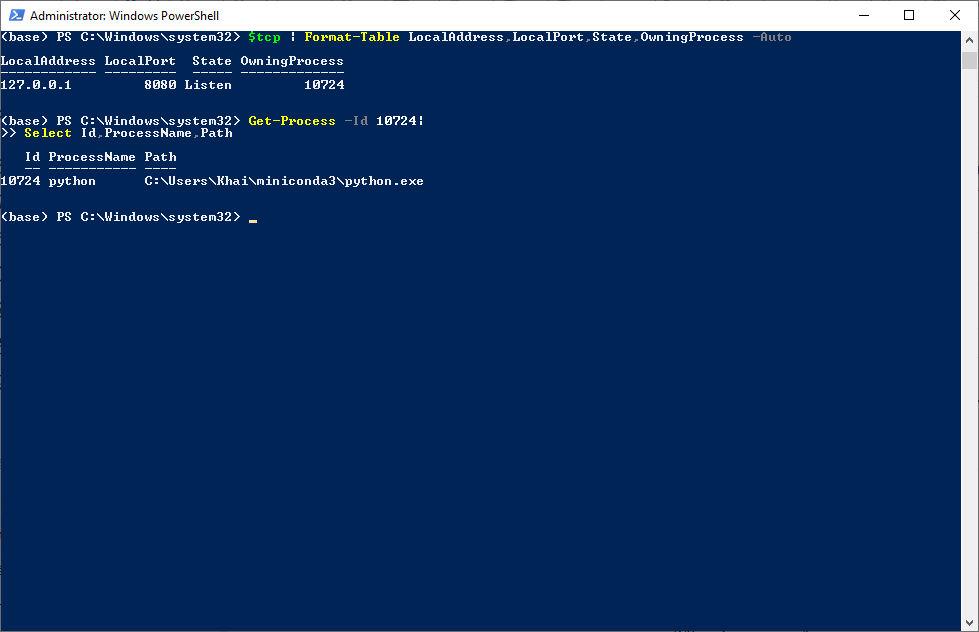 Administrator: Windows PowerShell
(base) PS C:\Windows\system32> $tcp | Format-Table LocalAddress,LocalPort,State,OwningProcess -Auto
LocalAddress LocalPort  State OwningProcess
------------ ---------  ----- -------------
127.0.0.1         8080 Listen         10724
(base) PS C:\Windows\system32> Get-Process -Id 10724|
>> Select Id,ProcessName,Path
   Id ProcessName Path
   -- ----------- ----
10724 python      C:\Users\Khai\miniconda3\python.exe
(base) PS C:\Windows\system32> _